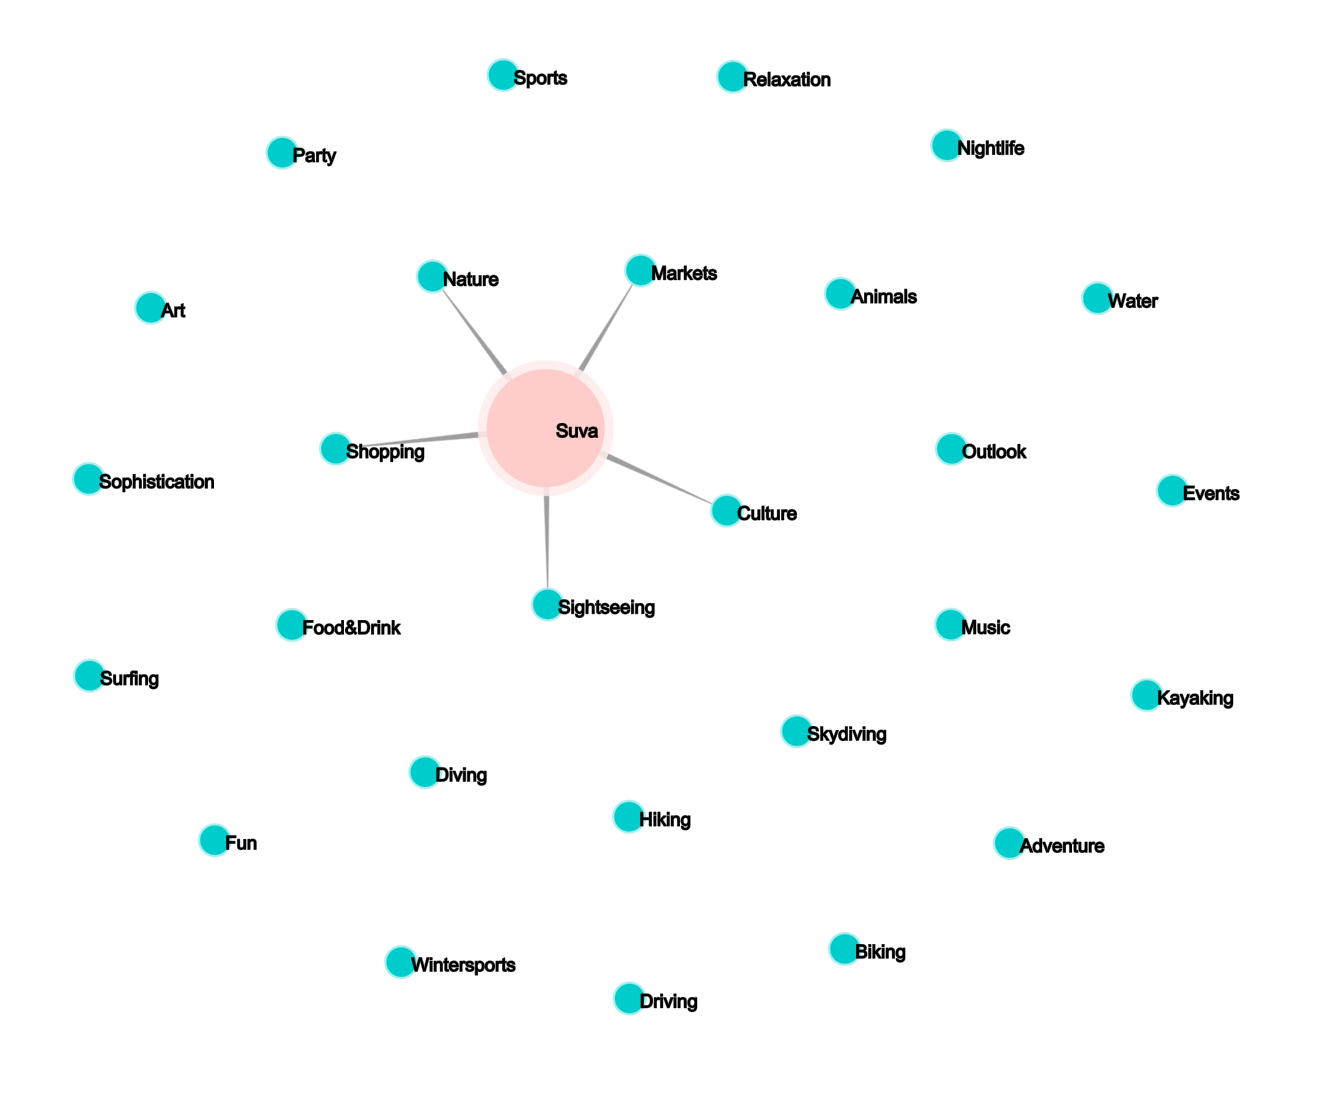 Sports
Relaxation
Nightlife
Party
Nature
Markets
Animals
Water
Art
Suva
Shopping
Outlook
Sophistication
Events
Culture
Sightseeing
Food&Drink
Music
Surfing
Kayaking
Skydiving
Diving
Hiking
Fun
Adventure
Biking
Wintersports
Driving